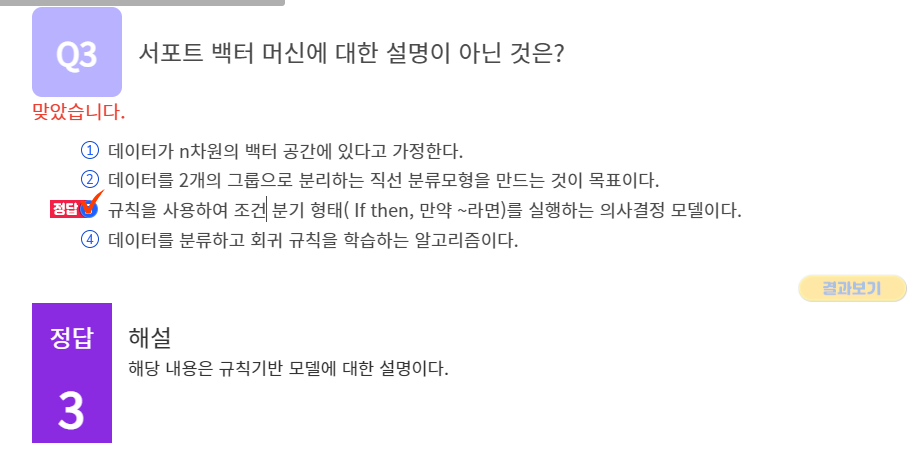 Q3 서포트 백터 머신에 대한 설명이 아닌 것은?
맞았습니다.
① 데이터가 n차원의 백터 공간에 있다고 가정한다.
② 데이터를 2개의 그룹으로 분리하는 직선 분류모형을 만드는 것이 목표이다.
정답 규칙을 사용하여 조건 분기 형태( If then, 만약 ~라면)를 실행하는 의사결정 모델이다.
④ 데이터를 분류하고 회귀 규칙을 학습하는 알고리즘이다.
결과보기
정답 해설
해당 내용은 규칙기반 모델에 대한 설명이다.
3